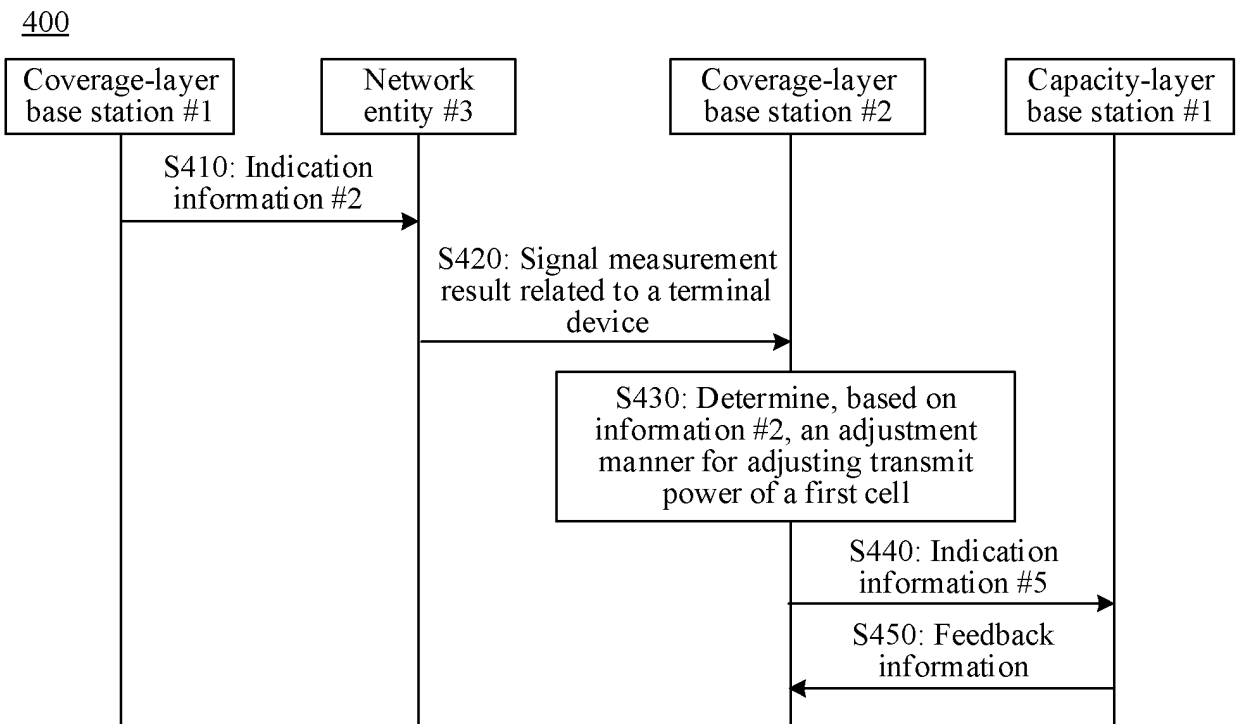 400
Coverage-layer
base station #1
Network
entity #3
Coverage-layer
base station #2
Capacity-layer
base station #1
S410: Indication
information #2
S420: Signal measurement
result related to a terminal
device
S430: Determine, based on
information #2, an adjustment
manner for adjusting transmit
power of a first cell
S440: Indication
information #5
S450: Feedback
information